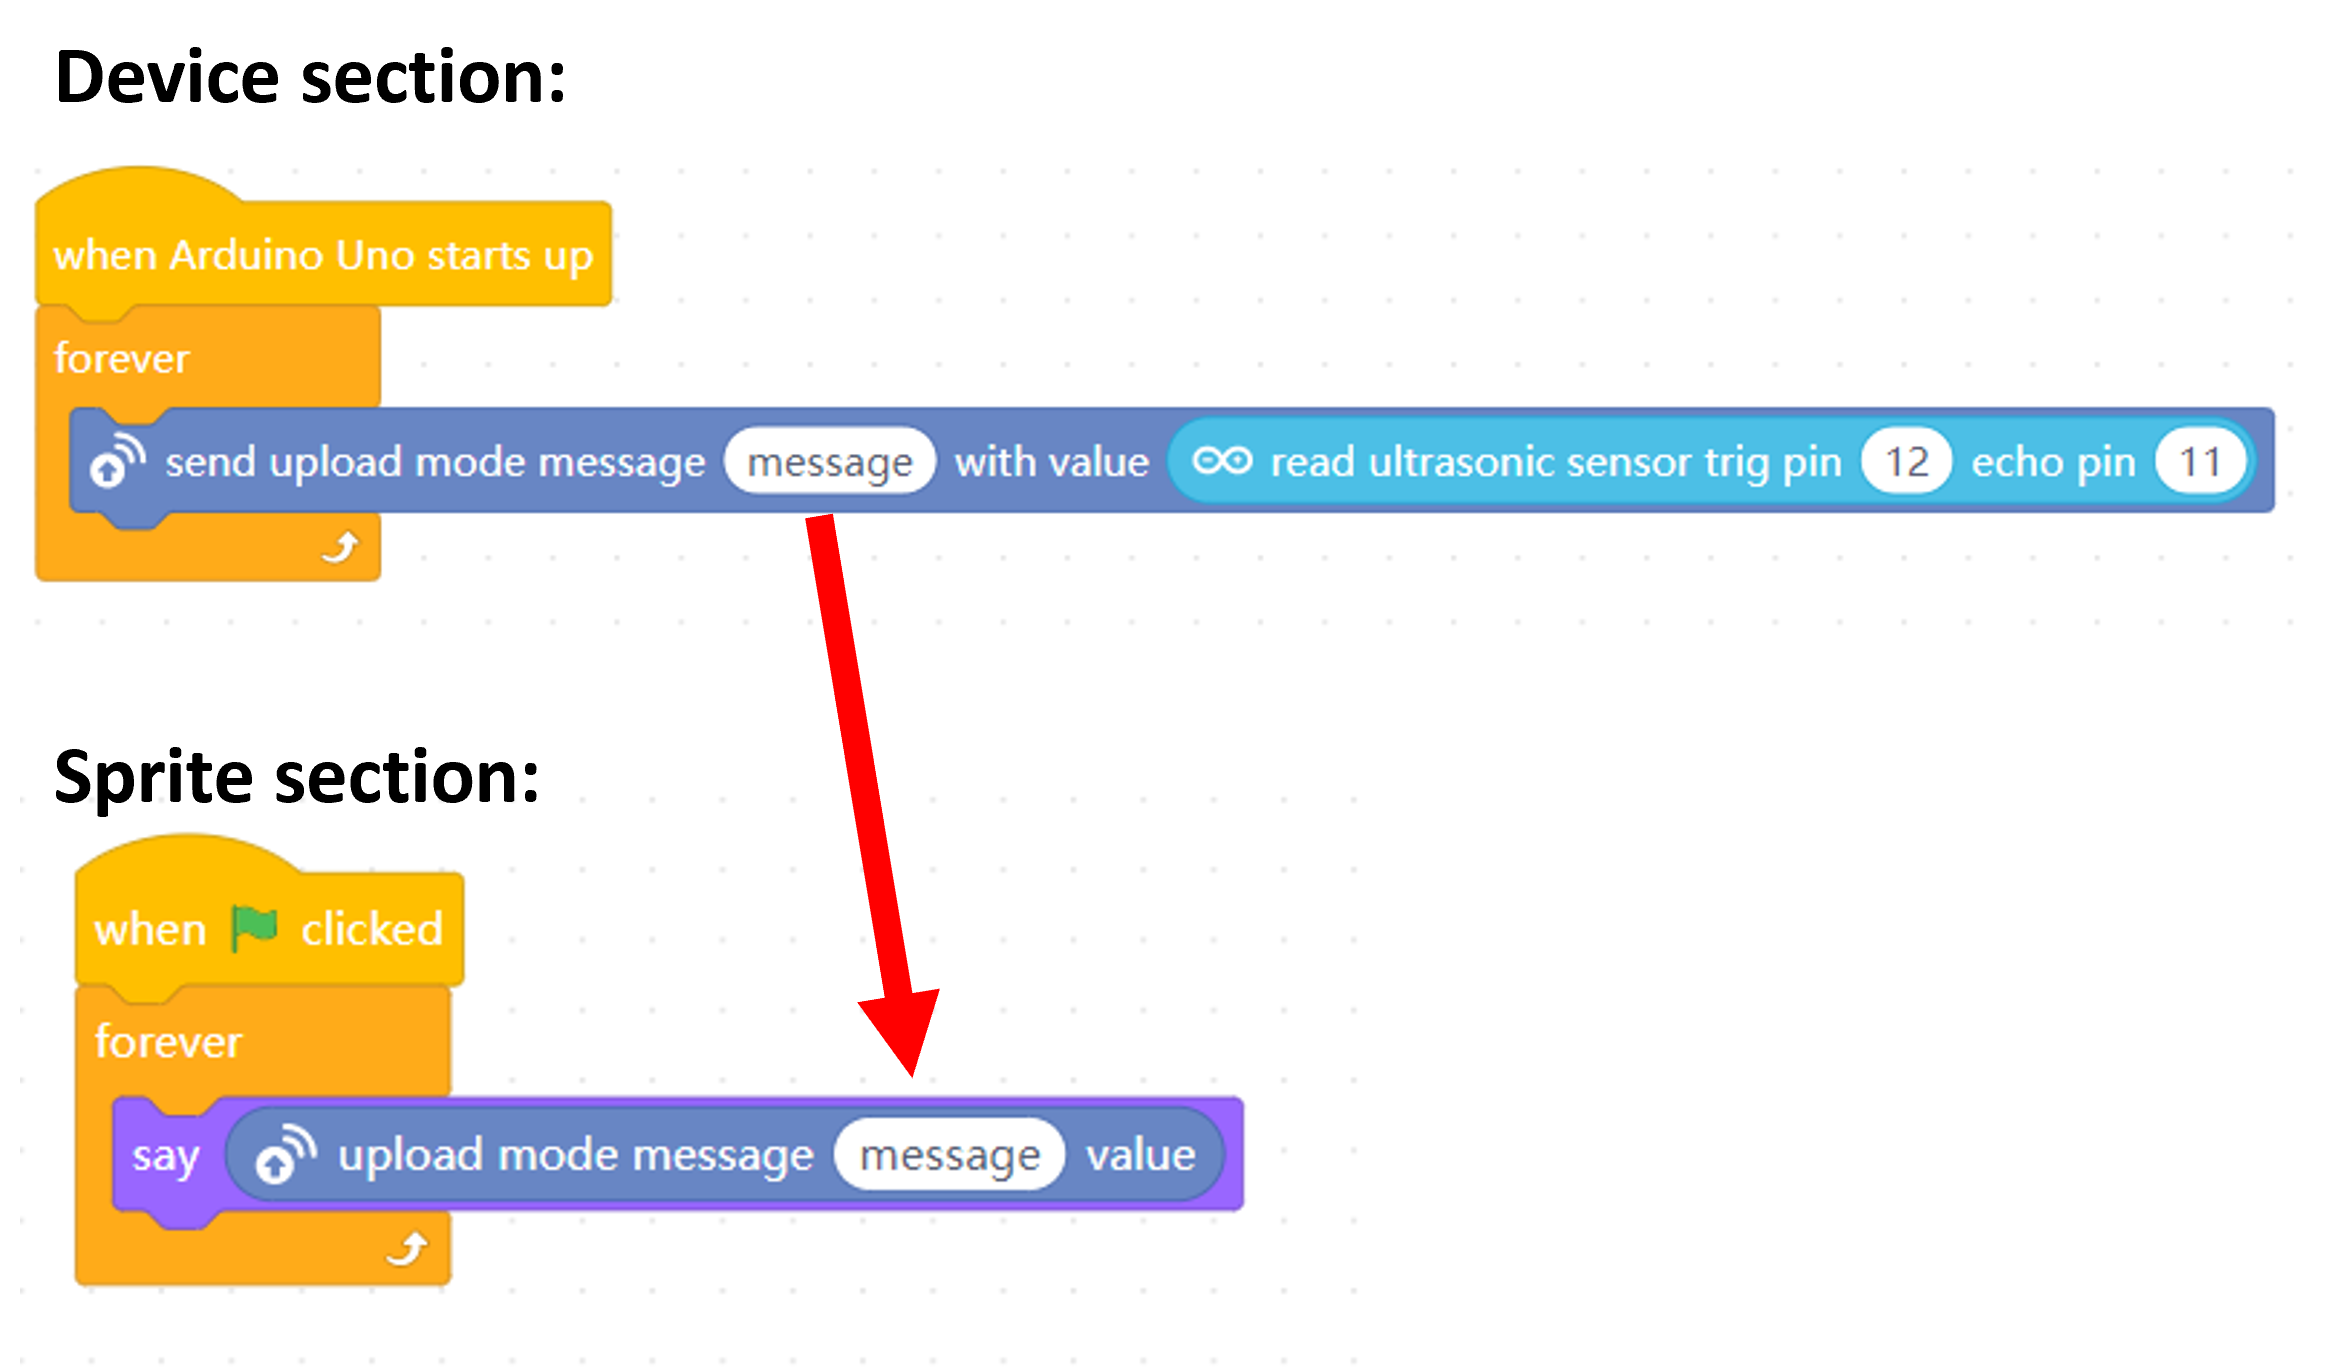 Device section:
when Arduino Uno starts up
forever
send upload mode message message with value read ultrasonic sensor trig pin 12 echo pin 11
Sprite section:
when clicked
forever
say upload mode message message value